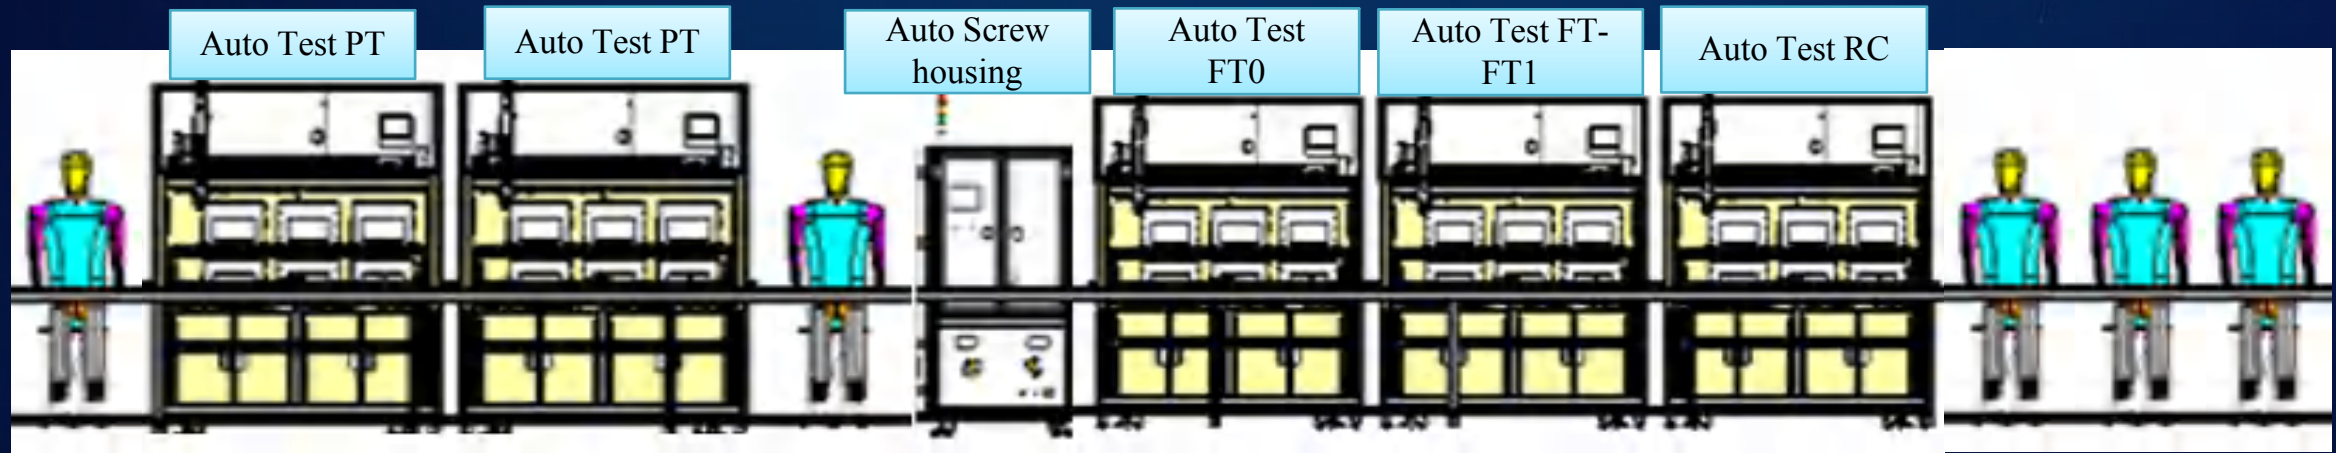 Auto Test PT
Auto Test PT
Auto Screw
housing
Auto Test
FT0
Auto Test FT-
FT1
Auto Test RC